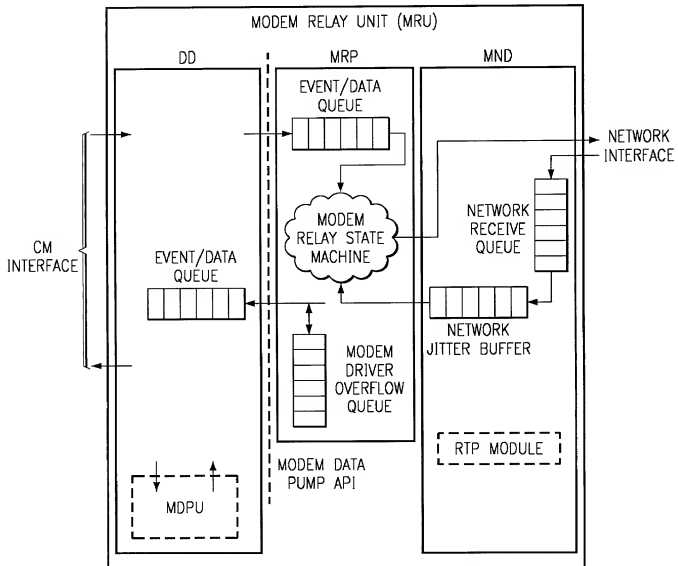 MODEM RELAY UNIT (MRU)
DD
MRP
MND
EVENT/DATA
QUEUE
NETWORK
INTERFACE
NETWORK
RECEIVE
QUEUE
MODEM
RELAY STATE
MACHINE
CM
INTERFACE
EVENT/DATA
QUEUE
NETWORK
JITTER BUFFER
MODEM
DRIVER
OVERFLOW
QUEUE
RTP MODULE
MODEM DATA
PUMP API
MDPU